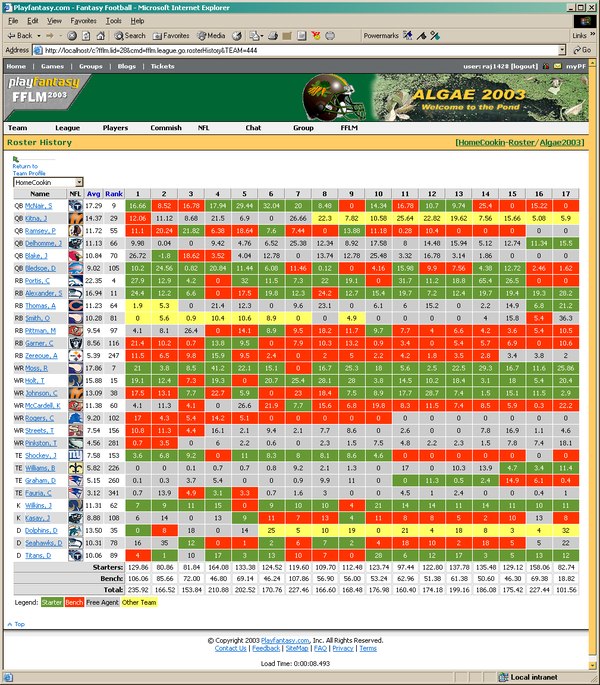 Playfantasy.com - Fantasy Football - Microsoft Internet Explorer
File Edit View Favorites Tools Help
Back Search Favorites Media Powermarks
Address http://localhost/c?fflm.lid=28&cmd=fflm.league.go.rosterHistory&TEAM=444 Links
Home | Games | Groups | Blogs | Tickets user: raj1428 [logout] myPF
playfantasy
FFLM 2003
ALGAE 2003
Welcome to the Pond
Team League Players Commish NFL Chat Group FFLM
Roster History [HomeCookin-Roster/Algae2003]
Return to
Team Profile
HomeCookin
Name NFL Avg Rank 1 2 3 4 5 6 7 8 9 10 11 12 13 14 15 16 17
QB McNair, S 17.29 9 16.66 8.52 16.78 17.94 29.44 32.04 20 8.48 0 14.34 16.78 10.7 9.74 25.4 0 15.22 0
QB Kitna, J 14.37 29 12.06 11.12 8.68 21.5 6.9 0 26.66 22.3 7.82 10.58 25.64 22.82 19.62 7.56 15.66 5.08 5.9
QB Ramsey, P 11.72 55 11.1 20.24 21.82 6.38 16.64 7.6 7.44 0 13.88 11.18 0.28 10.4 0 0 0 0 0
QB Delhomme, J 11.13 66 9.98 0.04 0 9.42 4.76 6.52 25.38 12.34 8.92 17.58 8 14.48 15.94 5.12 12.74 11.34 15.5
QB Blake, J 10.84 70 26.72 -1.8 18.62 3.52 4.04 12.78 0 13.74 12.78 25.48 3.32 16.78 3.14 1.86 0 0 0
QB Bledsoe, D 9.02 105 10.2 24.56 0.82 20.84 11.44 6.08 11.46 0.12 0 4.16 15.98 9.9 7.56 4.38 12.72 2.46 1.62
RB Portis, C 22.35 4 27.9 12.9 4.2 0 32 11.5 7.3 22 19.1 0 31.7 11.2 18.8 65.4 26.5 0 0
RB Alexander, S 16.94 11 24.4 12.2 6.6 0 17.5 19.8 12.3 24.2 12.7 15.4 19.7 7.2 12.4 19.7 19.4 19.3 28.2
RB Thomas, A 11.23 64 1.9 5.3 0 21.4 12.3 0 9.6 23.1 0 6.1 6 15.2 0 2.2 14.9 6.8 21.2
RB Smith, O 10.28 81 0 5.6 0.9 10.4 10.6 8.9 0 4.9 0 0 0 0 4 15.8 5.4 36.3
RB Pittman, M 9.54 97 4.1 8.1 26.4 0 14.1 8.9 9.5 18.2 11.7 9.7 7.7 4 6.6 4.2 3.6 5.4 10.5
RB Garner, C 8.56 116 21.4 10.2 0.7 13.8 9.5 0 7.9 10.3 13.2 0.9 3.4 0 5.4 5.7 6.9 0 10.6
RB Zereoue, A 5.39 247 11.5 6.5 9.8 15.9 9.5 2.4 0 2 5 2.2 4.2 1.8 3.5 2.8 3.4 3.8 2
WR Moss, R 17.86 7 21 3.8 8.5 41.2 22.1 15.1 0 16.7 25.3 18 5.6 2.5 22.5 29.7 16.7 11.6 25.86
WR Holt, T 15.88 15 19.1 12.4 7.3 19.3 0 20.7 25.4 28.1 28 3.8 14.5 10.2 18.4 3.1 18 5.4 20.4
WR Johnson, C 13.09 38 17.5 13.1 7.7 22.7 5.9 0 23 18.4 7.5 8.9 17.7 28.7 7.4 1.5 15.1 11.5 2.9
WR McCardell, K 11.38 60 4.1 11.3 4.1 0 26.6 21.9 7.7 15.6 6.8 19.8 8.3 11.5 7.4 8.5 5.9 0.3 22.2
WR Rogers, C 9.20 102 17 4.3 5.4 14.2 5.1 0 0 0 0 0 0 0 0 0 0 0 0
WR Streets, T 7.54 156 10.8 11.3 4.4 16.1 2.1 9.4 2.1 7.7 8.6 0 2.5 0.6 2.6 0 7.8 16.9 1.1 4.6
WR Pinkston, T 4.56 281 0.7 3.5 0 6 2.2 2.2 0.6 0 2.3 1.5 7.5 4.8 2.2 2.3 1.5 7.8 18.1
TE Shockey, J 7.58 153 3.6 6.8 9.2 0 8.3 11 5.1 10.5 18.3 0 0 0 0 0 0 0 0
TE Williams, B 5.82 226 0 0 0.1 0.7 0.7 1.8 9.8 9.2 2.1 1.3 0 17 0 10.3 13.9 4.7 3.4 11.4
TE Graham, D 5.15 260 13.4 0.7 3.5 5.4 0 0 0.9 9.9 11 0 0 11.3 0.5 2.4 14.9 6.1 8.4
TE Fauria, C 3.12 341 0.7 13.9 4.9 3.1 3.3 0.7 1.6 3 0 0 4.5 1 2.4 0 0 0.4 1
K Wilkins, J 11.75 38 7 9 11 15 0 9 10 10 4 21 14 14 11 11 5 9 9
K Kasay, J 8.88 108 6 14 0 13 9 11 7 13 4 11 8 8 5 2 10 16 8
D Dolphins, D 13.50 35 0 8 18 0 14 25 5 10 19 0 21 4 18 8 3 4 32
D Seahawks, D 10.31 78 16 35 12 0 1 2 6 7 2 4 18 10 2 18 5 5 22
D Titans, D 10.06 89 4 1 10 17 3 13 10 7 0 28 6 12 17 3 5 13 12
Starters: 129.86 80.86 81.84 164.08 133.38 124.52 119.60 109.70 112.48 123.74 97.44 122.80 137.78 135.48 129.12 158.06 82.74
Bench: 106.06 85.66 72.00 46.80 69.14 46.24 107.86 56.90 56.00 53.24 62.96 51.38 61.38 50.60 46.30 69.38 18.82
Total: 235.92 166.52 153.84 210.88 202.52 170.76 227.46 166.60 168.48 176.98 160.40 174.18 199.16 186.08 175.42 227.44 101.56
Legend: Starter Bench Free Agent Other Team
Top
© Copyright 2003 Playfantasy.com, Inc. All Rights Reserved.
Contact Us | Feedback | SiteMap | FAQ | Privacy | Terms
Load Time: 0:00:08.493
Local intranet